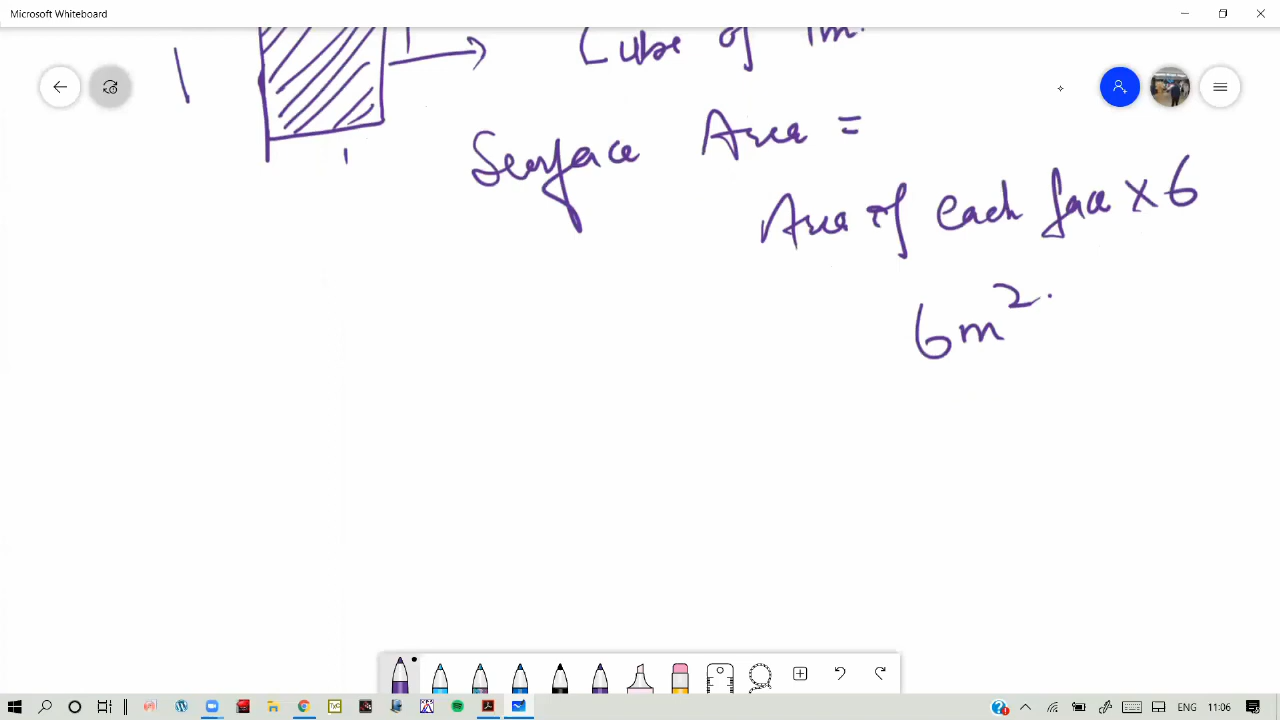 Microsoft Whiteboard
Cube of 1m.
1
1
Surface Area =
Area of each face × 6
6m².
ENG
11:06